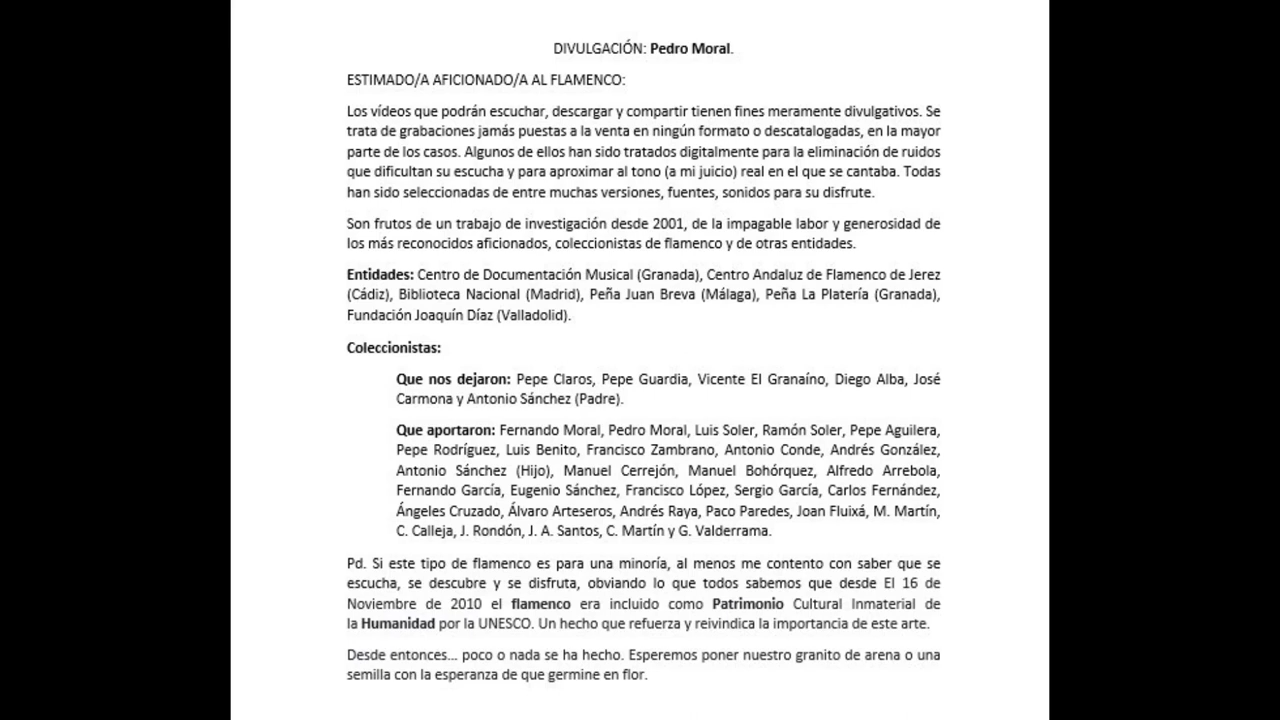 DIVULGACIÓN: Pedro Moral.
ESTIMADO/A AFICIONADO/A AL FLAMENCO:
Los vídeos que podrán escuchar, descargar y compartir tienen fines meramente divulgativos. Se
trata de grabaciones jamás puestas a la venta en ningún formato o descatalogadas, en la mayor
parte de los casos. Algunos de ellos han sido tratados digitalmente para la eliminación de ruidos
que dificultan su escucha y para aproximar al tono (a mi juicio) real en el que se cantaba. Todas
han sido seleccionadas de entre muchas versiones, fuentes, sonidos para su disfrute.
Son frutos de un trabajo de investigación desde 2001, de la impagable labor y generosidad de
los más reconocidos aficionados, coleccionistas de flamenco y de otras entidades.
Entidades: Centro de Documentación Musical (Granada), Centro Andaluz de Flamenco de Jerez
(Cádiz), Biblioteca Nacional (Madrid), Peña Juan Breva (Málaga), Peña La Platería (Granada),
Fundación Joaquín Díaz (Valladolid).
Coleccionistas:
Que nos dejaron: Pepe Claros, Pepe Guardia, Vicente El Granaíno, Diego Alba, José
Carmona y Antonio Sánchez (Padre).
Que aportaron: Fernando Moral, Pedro Moral, Luis Soler, Ramón Soler, Pepe Aguilera,
Pepe Rodríguez, Luis Benito, Francisco Zambrano, Antonio Conde, Andrés González,
Antonio Sánchez (Hijo), Manuel Cerrejón, Manuel Bohórquez, Alfredo Arrebola,
Fernando García, Eugenio Sánchez, Francisco López, Sergio García, Carlos Fernández,
Ángeles Cruzado, Álvaro Arteseros, Andrés Raya, Paco Paredes, Joan Fluixá, M. Martín,
C. Calleja, J. Rondón, J. A. Santos, C. Martín y G. Valderrama.
Pd. Si este tipo de flamenco es para una minoría, al menos me contento con saber que se
escucha, se descubre y se disfruta, obviando lo que todos sabemos que desde El 16 de
Noviembre de 2010 el flamenco era incluido como Patrimonio Cultural Inmaterial de
la Humanidad por la UNESCO. Un hecho que refuerza y reivindica la importancia de este arte.
Desde entonces... poco o nada se ha hecho. Esperemos poner nuestro granito de arena o una
semilla con la esperanza de que germine en flor.